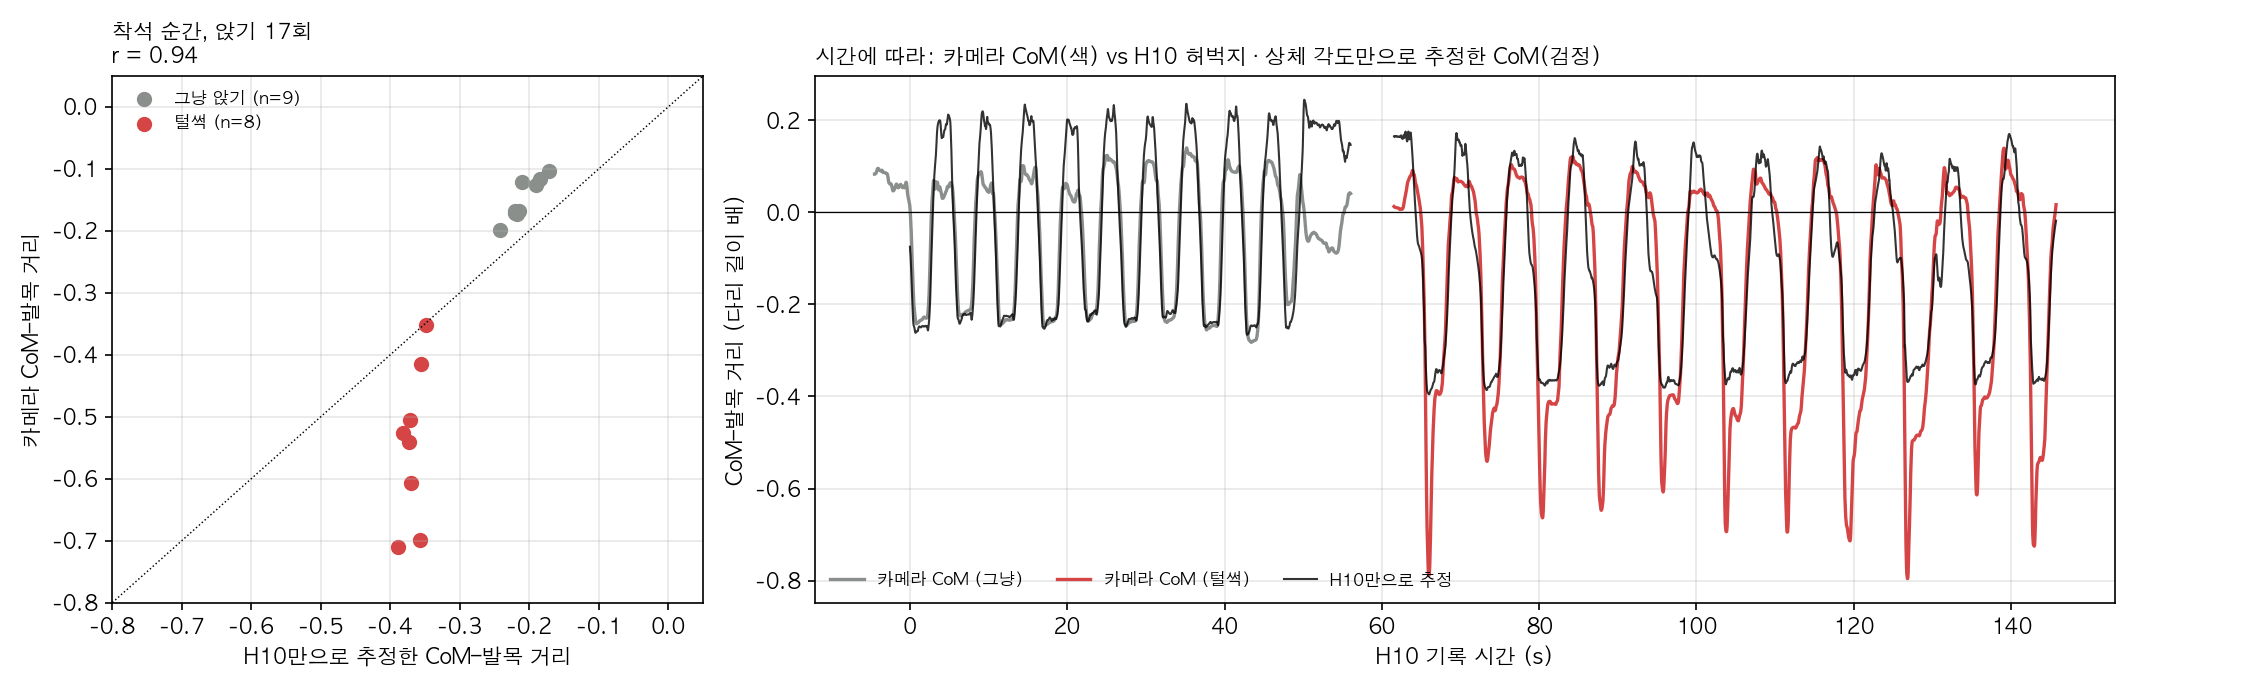 착석 순간, 앉기 17회
r = 0.94
그냥 앉기 (n=9)
털썩 (n=8)
0.0
-0.1
-0.2
-0.3
-0.4
-0.5
-0.6
-0.7
-0.8
카메라 CoM–발목 거리
-0.8 -0.7 -0.6 -0.5 -0.4 -0.3 -0.2 -0.1 0.0
H10만으로 추정한 CoM–발목 거리
시간에 따라: 카메라 CoM(색) vs H10 허벅지 · 상체 각도만으로 추정한 CoM(검정)
0.2
0.0
-0.2
-0.4
-0.6
-0.8
CoM–발목 거리 (다리 길이 배)
카메라 CoM (그냥) 카메라 CoM (털썩) H10만으로 추정
0 20 40 60 80 100 120 140
H10 기록 시간 (s)